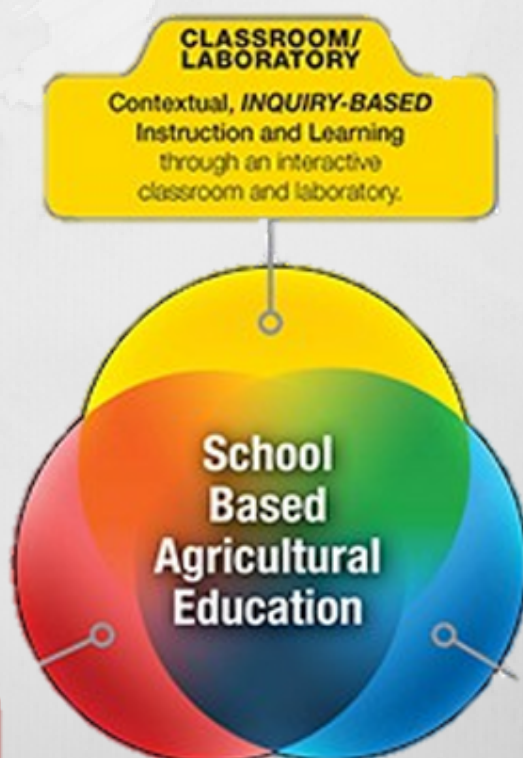 CLASSROOM/
LABORATORY
Contextual, INQUIRY-BASED
Instruction and Learning
through an interactive
classroom and laboratory.
School
Based
Agricultural
Education